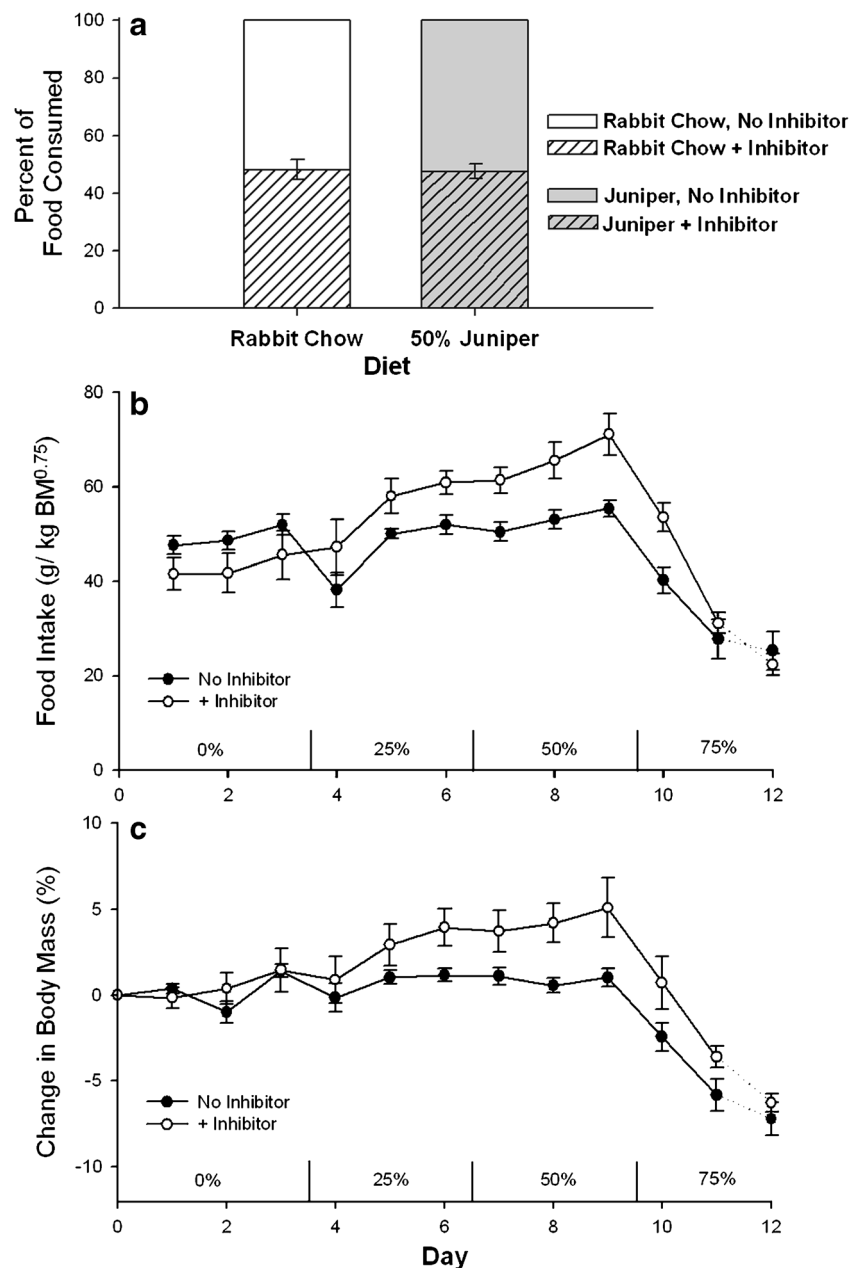 a
100
80
60
40
20
0
Percent of
Food Consumed
Rabbit Chow, No Inhibitor
Rabbit Chow + Inhibitor
Juniper, No Inhibitor
Juniper + Inhibitor
Rabbit Chow
50% Juniper
Diet
b
80
60
40
20
0
Food Intake (g/ kg BM0.75)
No Inhibitor
+ Inhibitor
0%
25%
50%
75%
0
2
4
6
8
10
12
c
10
5
0
-5
-10
Change in Body Mass (%)
No Inhibitor
+ Inhibitor
0%
25%
50%
75%
0
2
4
6
8
10
12
Day